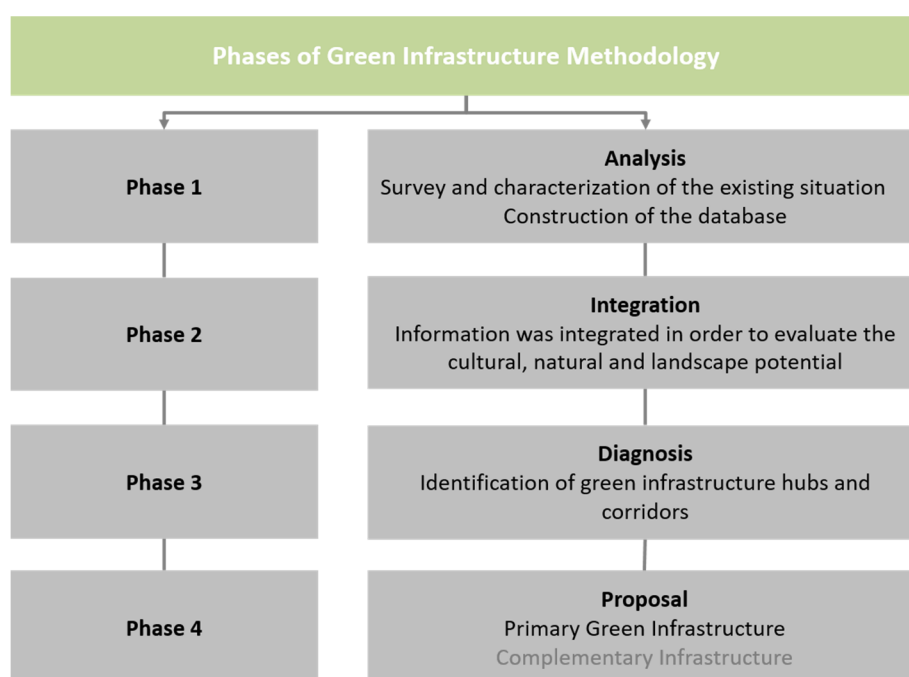 Phases of Green Infrastructure Methodology
Phase 1
Analysis
Survey and characterization of the existing situation
Construction of the database
Phase 2
Integration
Information was integrated in order to evaluate the
cultural, natural and landscape potential
Phase 3
Diagnosis
Identification of green infrastructure hubs and
corridors
Phase 4
Proposal
Primary Green Infrastructure
Complementary Infrastructure